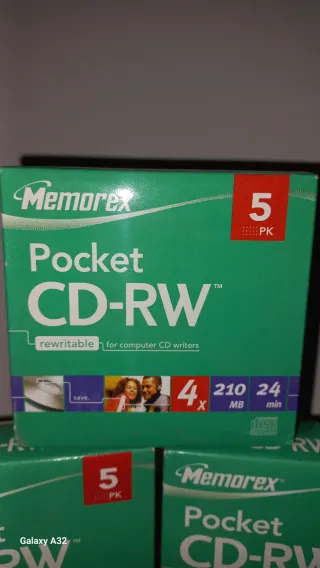 Memorex
5
PK
Pocket
CD-RW™
rewritable for computer CD writers
save.
4x
210
MB
24
min
5
PK
RW
Memorex
Pocket
CD-RW
Galaxy A32